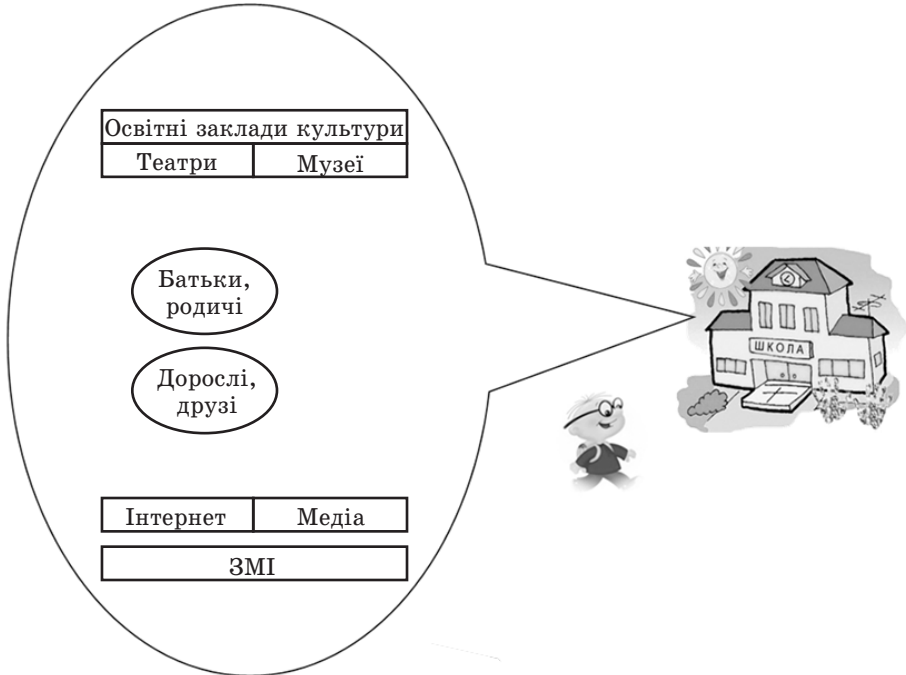 Освітні заклади культури
Театри Музеї
Батьки,
родичі
ШКОЛА
Дорослі,
друзі
Інтернет Медіа
ЗМІ